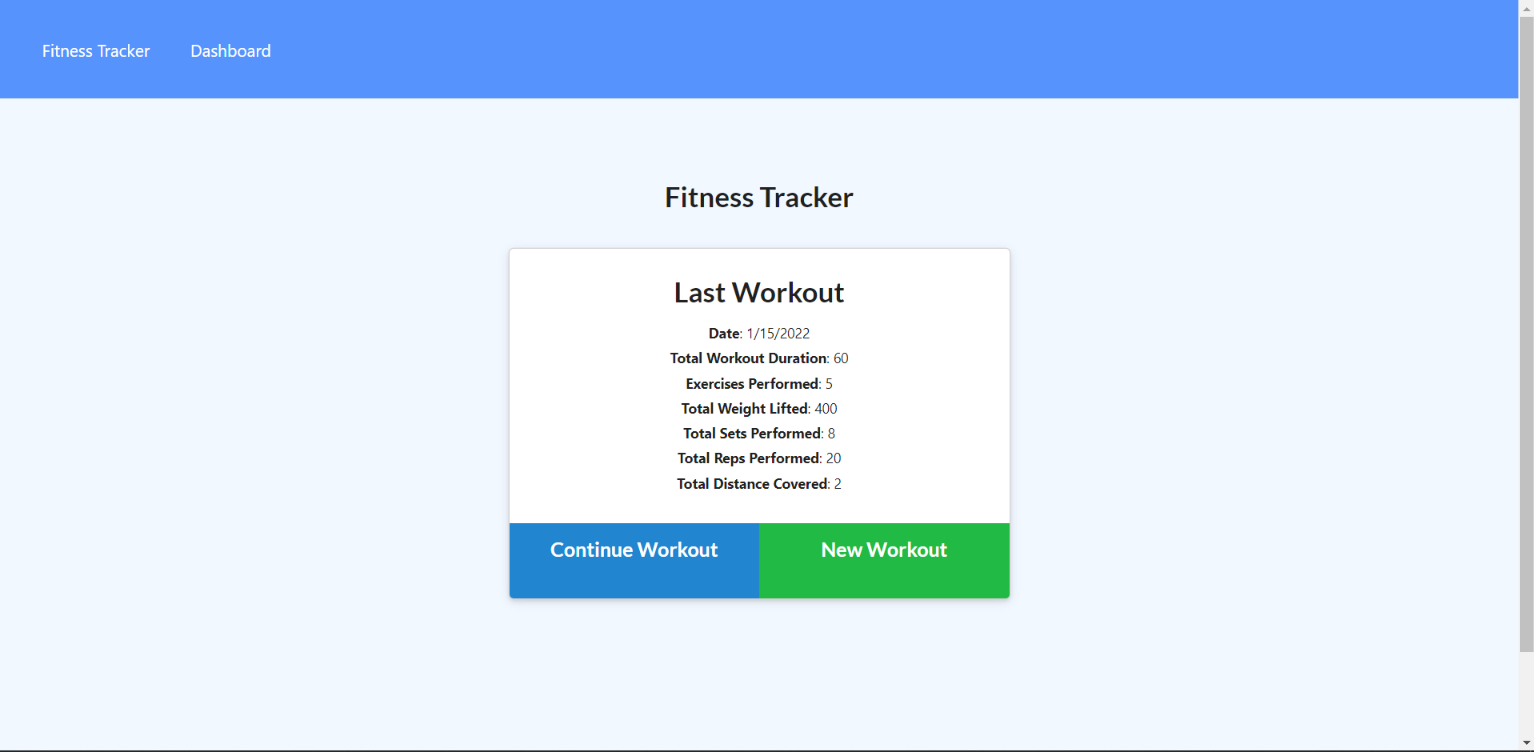 Fitness Tracker Dashboard
Fitness Tracker
Last Workout
Date: 1/15/2022
Total Workout Duration: 60
Exercises Performed: 5
Total Weight Lifted: 400
Total Sets Performed: 8
Total Reps Performed: 20
Total Distance Covered: 2
Continue Workout New Workout